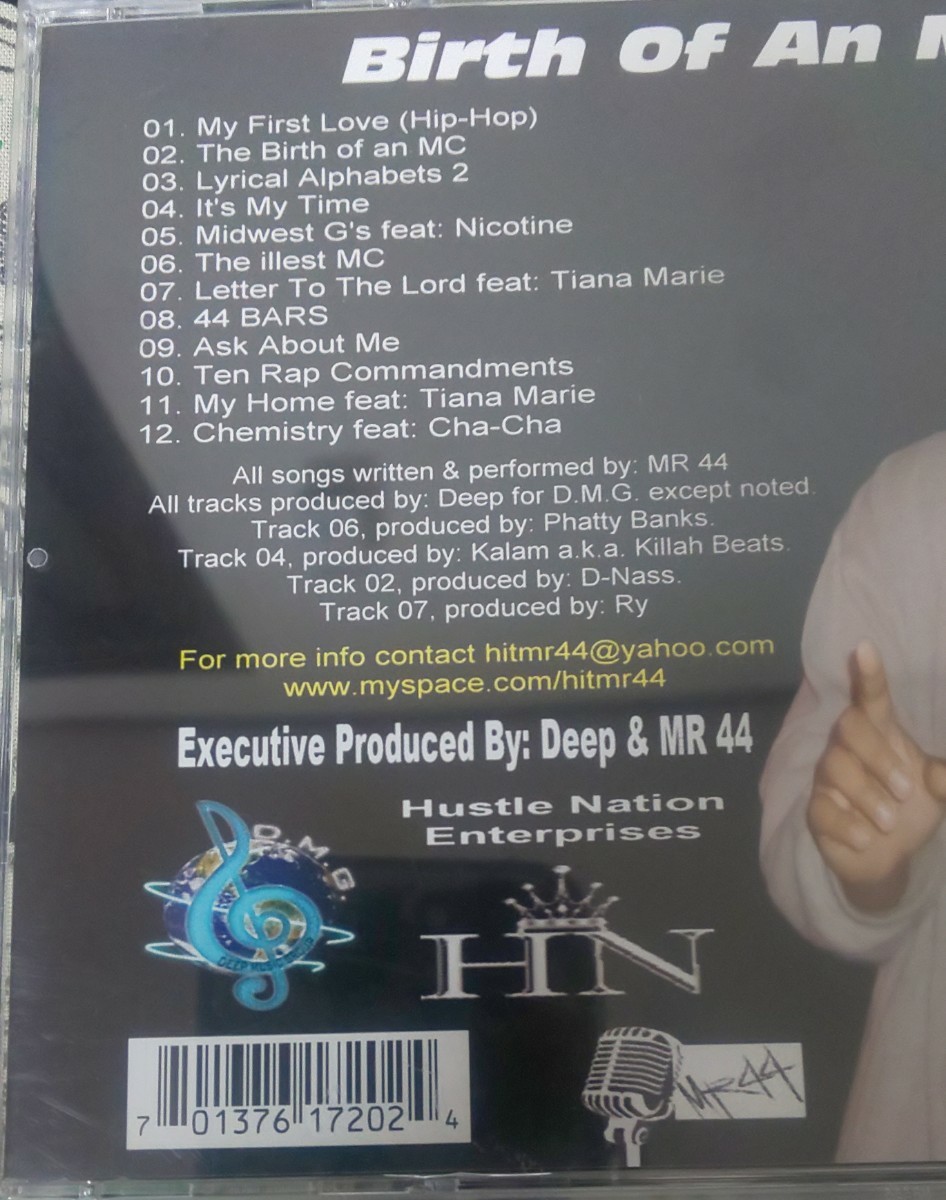 Birth Of An
01. My First Love (Hip-Hop)
02. The Birth of an MC
03. Lyrical Alphabets 2
04. It's My Time
05. Midwest G's feat: Nicotine
06. The illest MC
07. Letter To The Lord feat: Tiana Marie
08. 44 BARS
09. Ask About Me
10. Ten Rap Commandments
11. My Home feat: Tiana Marie
12. Chemistry feat: Cha-Cha
All songs written & performed by: MR 44
All tracks produced by: Deep for D.M.G. except noted.
Track 06, produced by: Phatty Banks.
Track 04, produced by: Kalam a.k.a. Killah Beats.
Track 02, produced by: D-Nass.
Track 07, produced by: Ry
For more info contact hitmr44@yahoo.com
www.myspace.com/hitmr44
Executive Produced By: Deep & MR 44
Hustle Nation
Enterprises
D.M.G
DEEP
HN
MR44
7 01376 17202 4